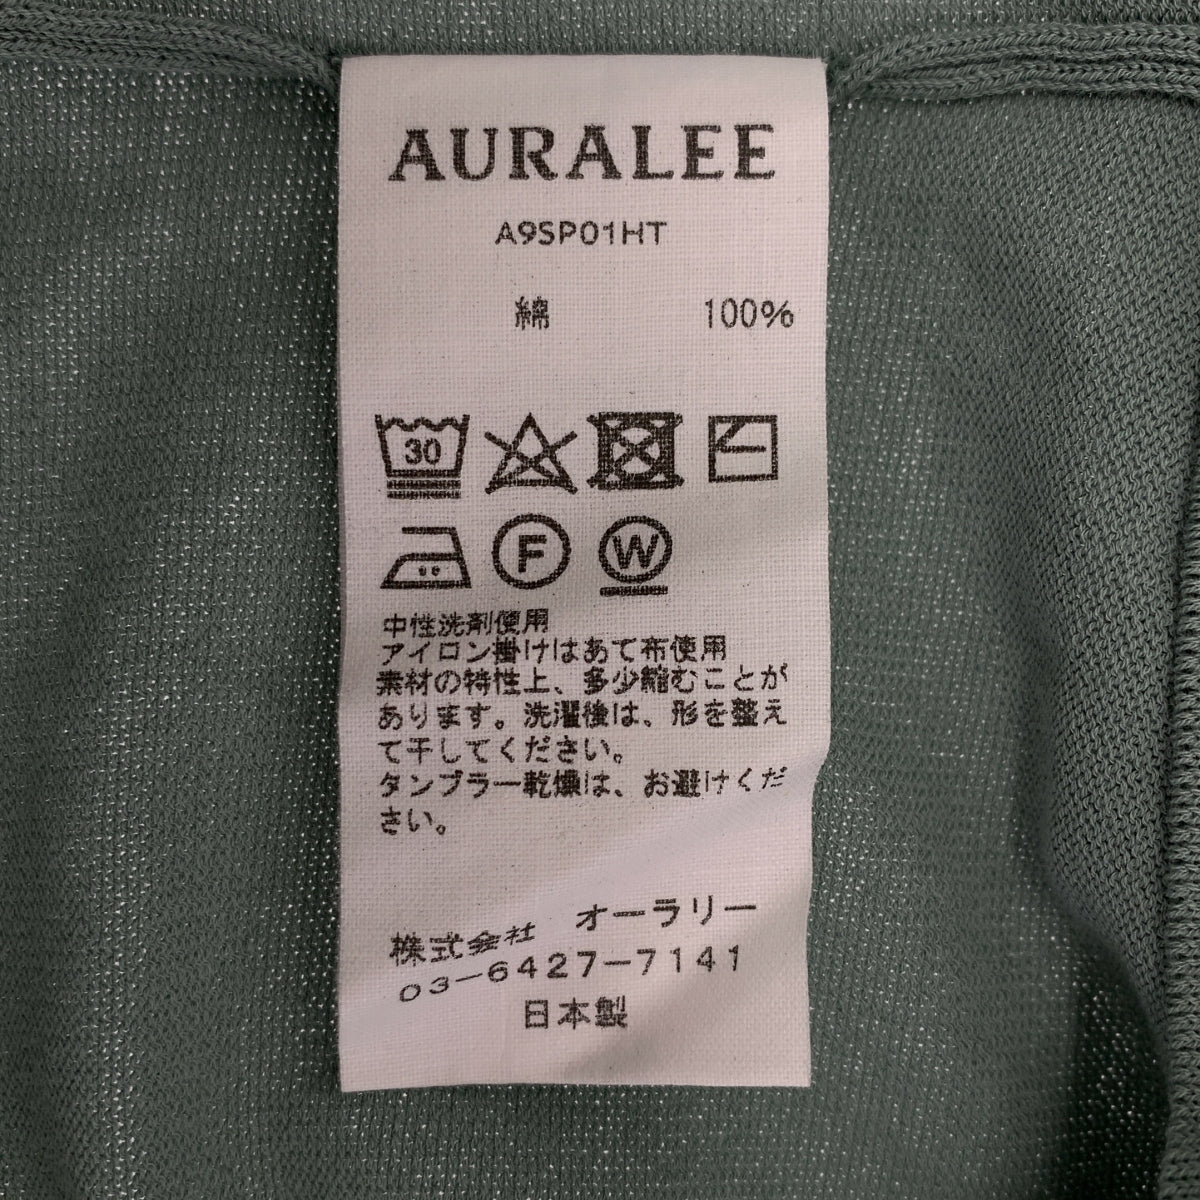 AURALEE
A9SP01HT
綿 100%
30
F W
中性洗剤使用
アイロン掛けはあて布使用
素材の特性上、多少縮むことが
あります。洗濯後は、形を整え
て干してください。
タンブラー乾燥は、お避けくだ
さい。
株式会社 オーラリー
03-6427-7141
日本製